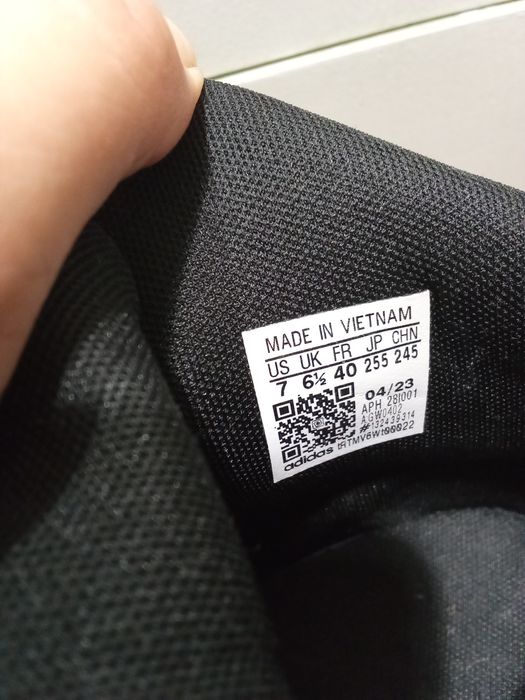 MADE IN VIETNAM
US UK FR JP CHN
7 6½ 40 255 245
04/23
APH 281001
#132439314
adidas